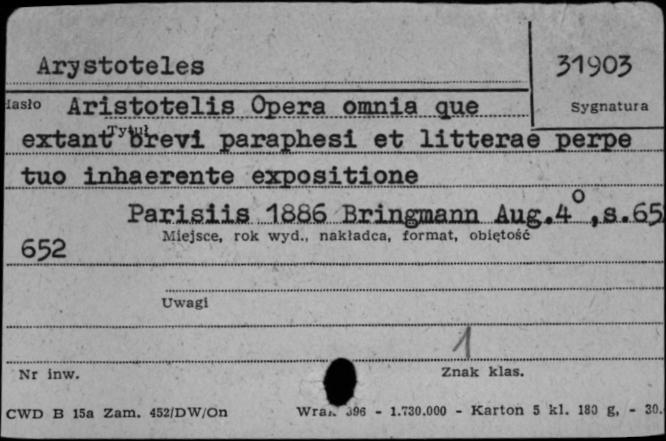 Arystoteles
31903
Hasło Aristotelis Opera omnia que
Sygnatura
Tytuł
extant brevi paraphesi et litterae perpe
tuo inhaerente expositione
Parisiis 1886 Bringmann Aug.4°,s.65
Miejsce, rok wyd., nakładca, format, obiętość
652
Uwagi
1
Nr inw.
Znak klas.
CWD B 15a Zam. 452/DW/On
396 - 1.730.000 - Karton 5 kl. 180 g, - 30.